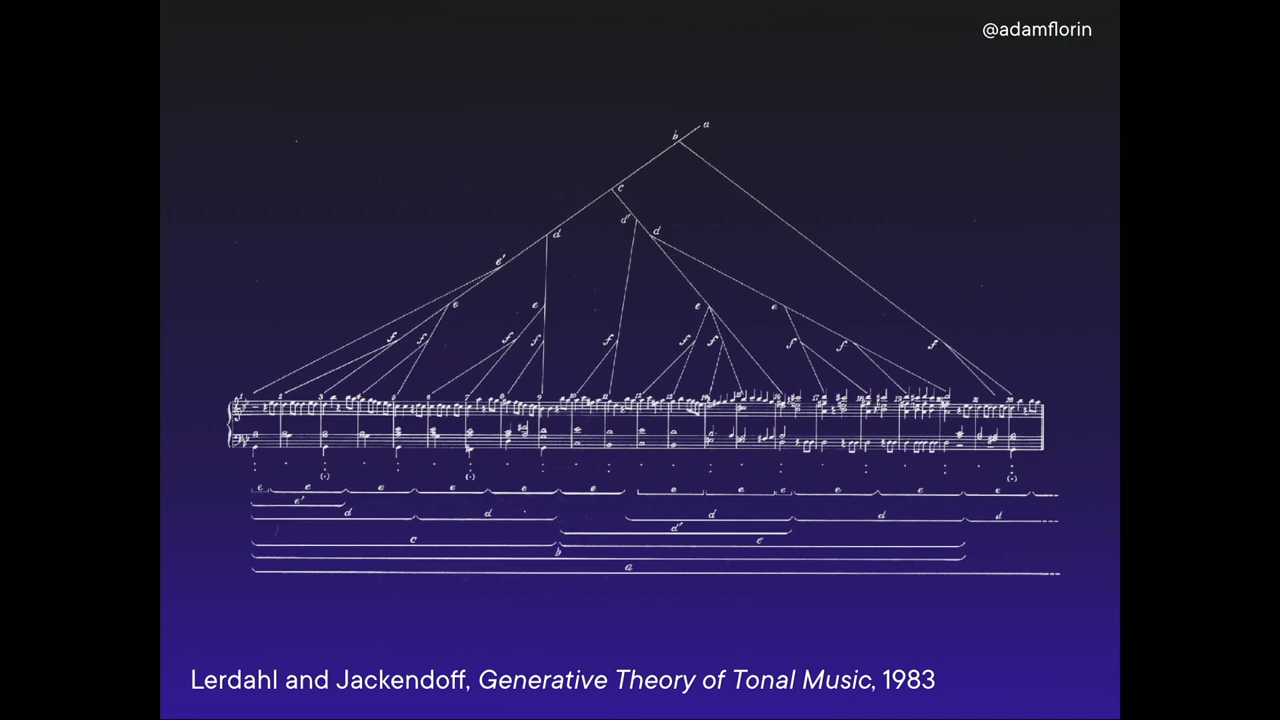 @adamflorin
a
b
c
d'
d
d
e'
e
e
e
e
f
f
f
f
f
f
f
f
f
f
e e e e e e e e e e e e
e'
d d d d d
d'
c c
b
a
Lerdahl and Jackendoff, Generative Theory of Tonal Music, 1983